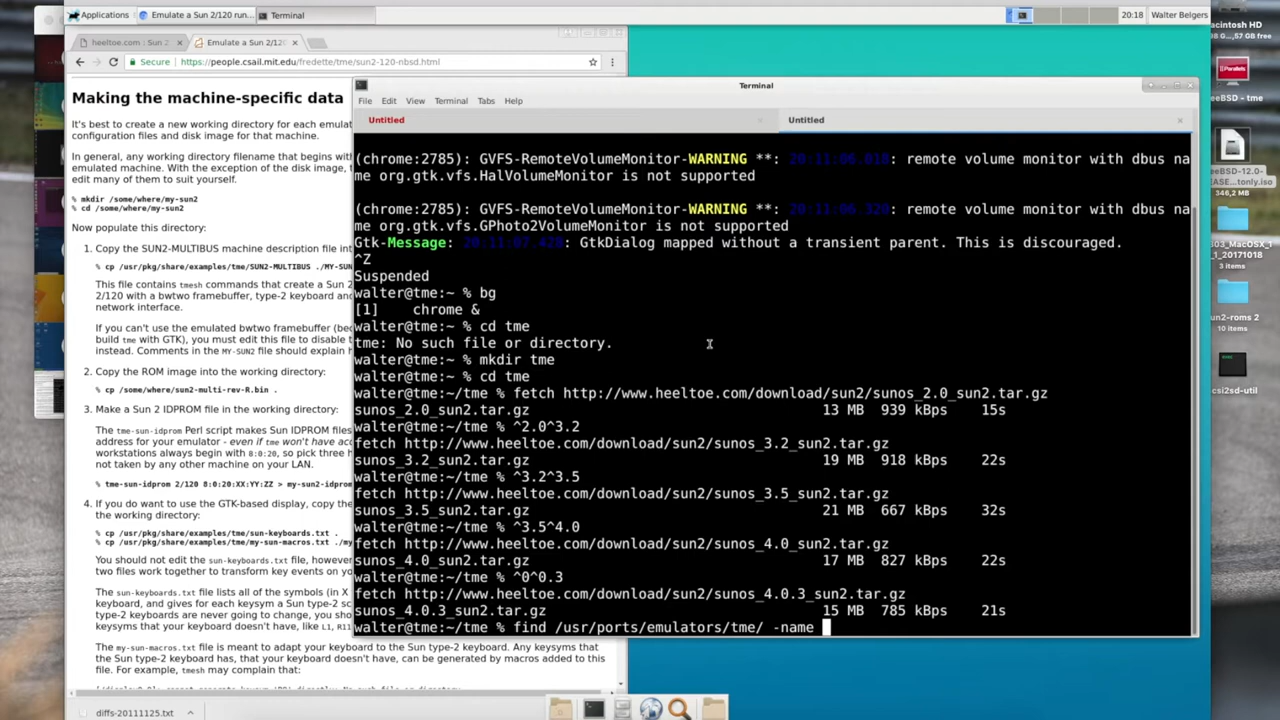 Applications
Emulate a Sun 2/120 run...
Terminal
20:18
Walter Belgers
heeltoe.com : Sun 2
Emulate a Sun 2/120
Secure
https://people.csail.mit.edu/fredette/tme/sun2-120-nbsd.html
Making the machine-specific data
It's best to create a new working directory for each emulat
configuration files and disk image for that machine.
In general, any working directory filename that begins with
emulated machine. With the exception of the disk image, t
edit many of them to suit yourself.
% mkdir /some/where/my-sun2
% cd /some/where/my-sun2
Now populate this directory:
1. Copy the SUN2-MULTIBUS machine description file int
% cp /usr/pkg/share/examples/tme/SUN2-MULTIBUS ./MY-SUN
This file contains tmesh commands that create a Sun 2
2/120 with a bwtwo framebuffer, type-2 keyboard and
network interface.
If you can't use the emulated bwtwo framebuffer (bec
build tme with GTK), you must edit this file to disable t
instead. Comments in the MY-SUN2 file should explain h
2. Copy the ROM image into the working directory:
% cp /some/where/sun2-multi-rev-R.bin .
3. Make a Sun 2 IDPROM file in the working directory:
The tme-sun-idprom Perl script makes Sun IDPROM files
address for your emulator - even if tme won't have acc
workstations always begin with 8:0:20, so pick three h
not taken by any other machine on your LAN.
% tme-sun-idprom 2/120 8:0:20:XX:YY:ZZ > my-sun2-idprom
4. If you do want to use the GTK-based display, copy the
the working directory:
% cp /usr/pkg/share/examples/tme/sun-keyboards.txt .
% cp /usr/pkg/share/examples/tme/my-sun-macros.txt ./my
You should not edit the sun-keyboards.txt file, however
two files work together to transform key events on yo
The sun-keyboards.txt file lists all of the symbols (in X
keyboard, and gives for each keysym a Sun type-2 sc
type-2 keyboards are never going to change, you shou
keysyms that your keyboard doesn't have, like L1, R11
The my-sun-macros.txt file is meant to adapt your keyboard to the Sun type-2 keyboard. Any keysyms that
the Sun type-2 keyboard has, that your keyboard doesn't have, can be generated by macros added to this
file. For example, tmesh may complain that:
diffs-20111125.txt
Terminal
File Edit View Terminal Tabs Help
Untitled
Untitled
(chrome:2785): GVFS-RemoteVolumeMonitor-WARNING **: 20:11:06.018: remote volume monitor with dbus na
me org.gtk.vfs.HalVolumeMonitor is not supported
(chrome:2785): GVFS-RemoteVolumeMonitor-WARNING **: 20:11:06.320: remote volume monitor with dbus na
me org.gtk.vfs.GPhoto2VolumeMonitor is not supported
Gtk-Message: 20:11:07.428: GtkDialog mapped without a transient parent. This is discouraged.
^Z
Suspended
walter@tme:~ % bg
[1]    chrome &
walter@tme:~ % cd tme
tme: No such file or directory.
walter@tme:~ % mkdir tme
walter@tme:~ % cd tme
walter@tme:~/tme % fetch http://www.heeltoe.com/download/sun2/sunos_2.0_sun2.tar.gz
sunos_2.0_sun2.tar.gz 13 MB 939 kBps 15s
walter@tme:~/tme % ^2.0^3.2
fetch http://www.heeltoe.com/download/sun2/sunos_3.2_sun2.tar.gz
sunos_3.2_sun2.tar.gz 19 MB 918 kBps 22s
walter@tme:~/tme % ^3.2^3.5
fetch http://www.heeltoe.com/download/sun2/sunos_3.5_sun2.tar.gz
sunos_3.5_sun2.tar.gz 21 MB 667 kBps 32s
walter@tme:~/tme % ^3.5^4.0
fetch http://www.heeltoe.com/download/sun2/sunos_4.0_sun2.tar.gz
sunos_4.0_sun2.tar.gz 17 MB 827 kBps 22s
walter@tme:~/tme % ^0^0.3
fetch http://www.heeltoe.com/download/sun2/sunos_4.0.3_sun2.tar.gz
sunos_4.0.3_sun2.tar.gz 15 MB 785 kBps 21s
walter@tme:~/tme % find /usr/ports/emulators/tme/ -name
acintosh HD
Parallels
eeBSD – tme
eeBSD-12.0-
EASE...tonly.iso
346,2 MB
303_MacOSX_
1_1_20171018
3 items
sun2-roms 2
10 items
csi2sd-util